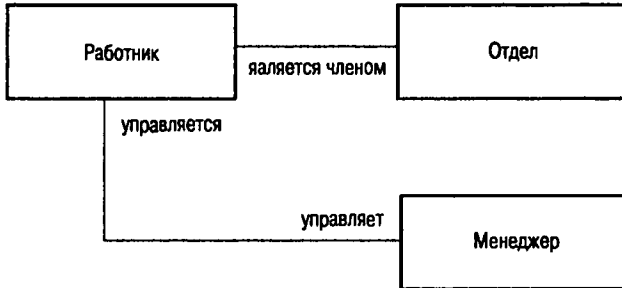 Работник
яаляется членом
Отдел
управляется
управляет
Менеджер